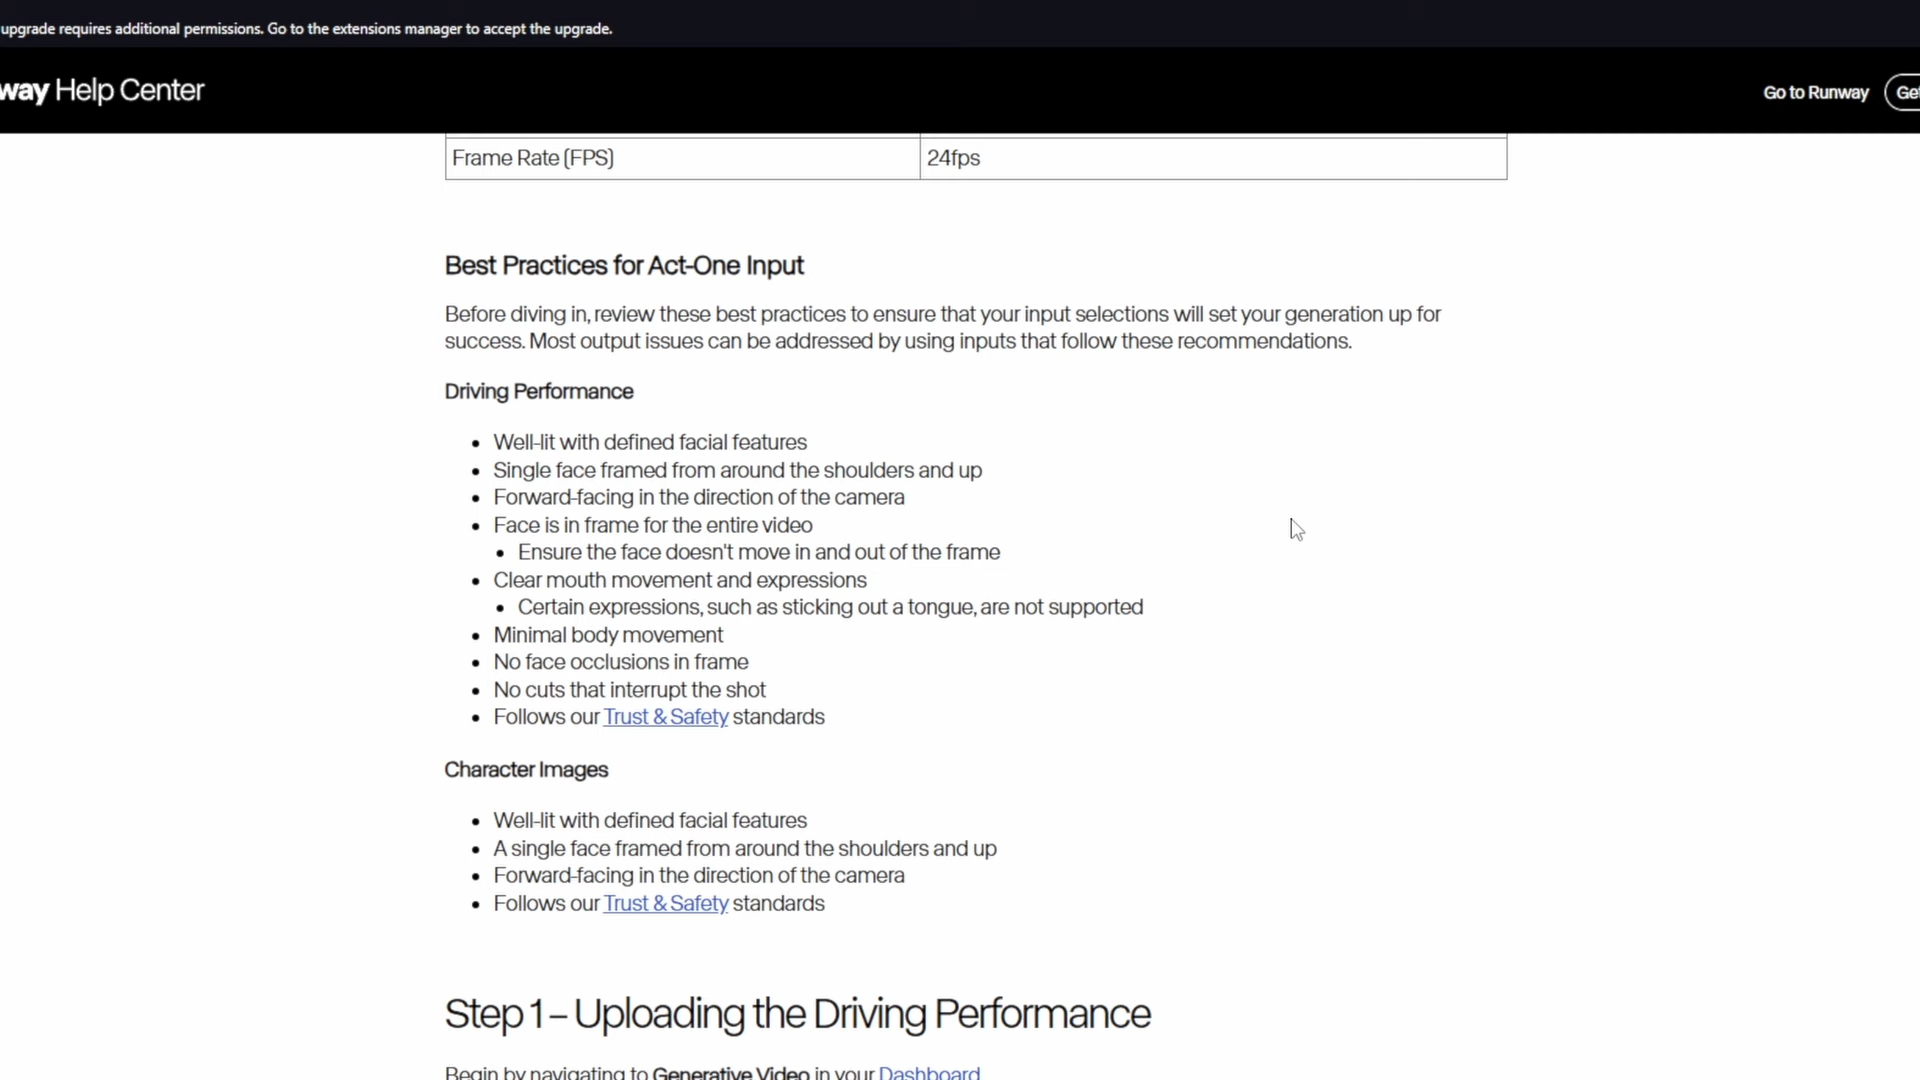 upgrade requires additional permissions. Go to the extensions manager to accept the upgrade.
way Help Center
Go to Runway
Get
Frame Rate (FPS)
24fps
Best Practices for Act-One Input
Before diving in, review these best practices to ensure that your input selections will set your generation up for
success. Most output issues can be addressed by using inputs that follow these recommendations.
Driving Performance
• Well-lit with defined facial features
• Single face framed from around the shoulders and up
• Forward-facing in the direction of the camera
• Face is in frame for the entire video
• Ensure the face doesn't move in and out of the frame
• Clear mouth movement and expressions
• Certain expressions, such as sticking out a tongue, are not supported
• Minimal body movement
• No face occlusions in frame
• No cuts that interrupt the shot
• Follows our Trust & Safety standards
Character Images
• Well-lit with defined facial features
• A single face framed from around the shoulders and up
• Forward-facing in the direction of the camera
• Follows our Trust & Safety standards
Step 1 – Uploading the Driving Performance
Begin by navigating to Generative Video in your Dashboard